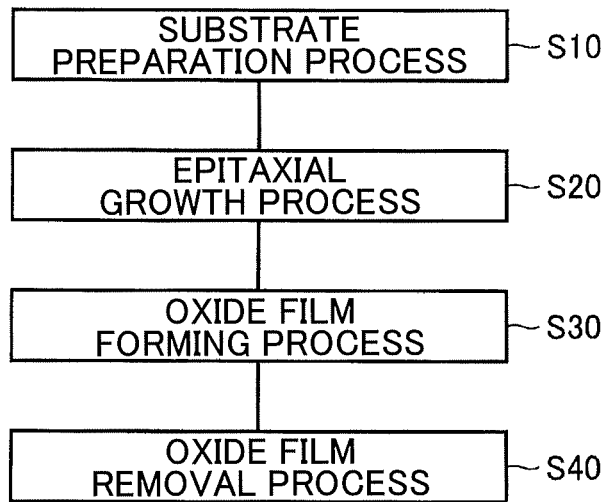 SUBSTRATE
PREPARATION PROCESS
S10
EPITAXIAL
GROWTH PROCESS
S20
OXIDE FILM
FORMING PROCESS
S30
OXIDE FILM
REMOVAL PROCESS
S40